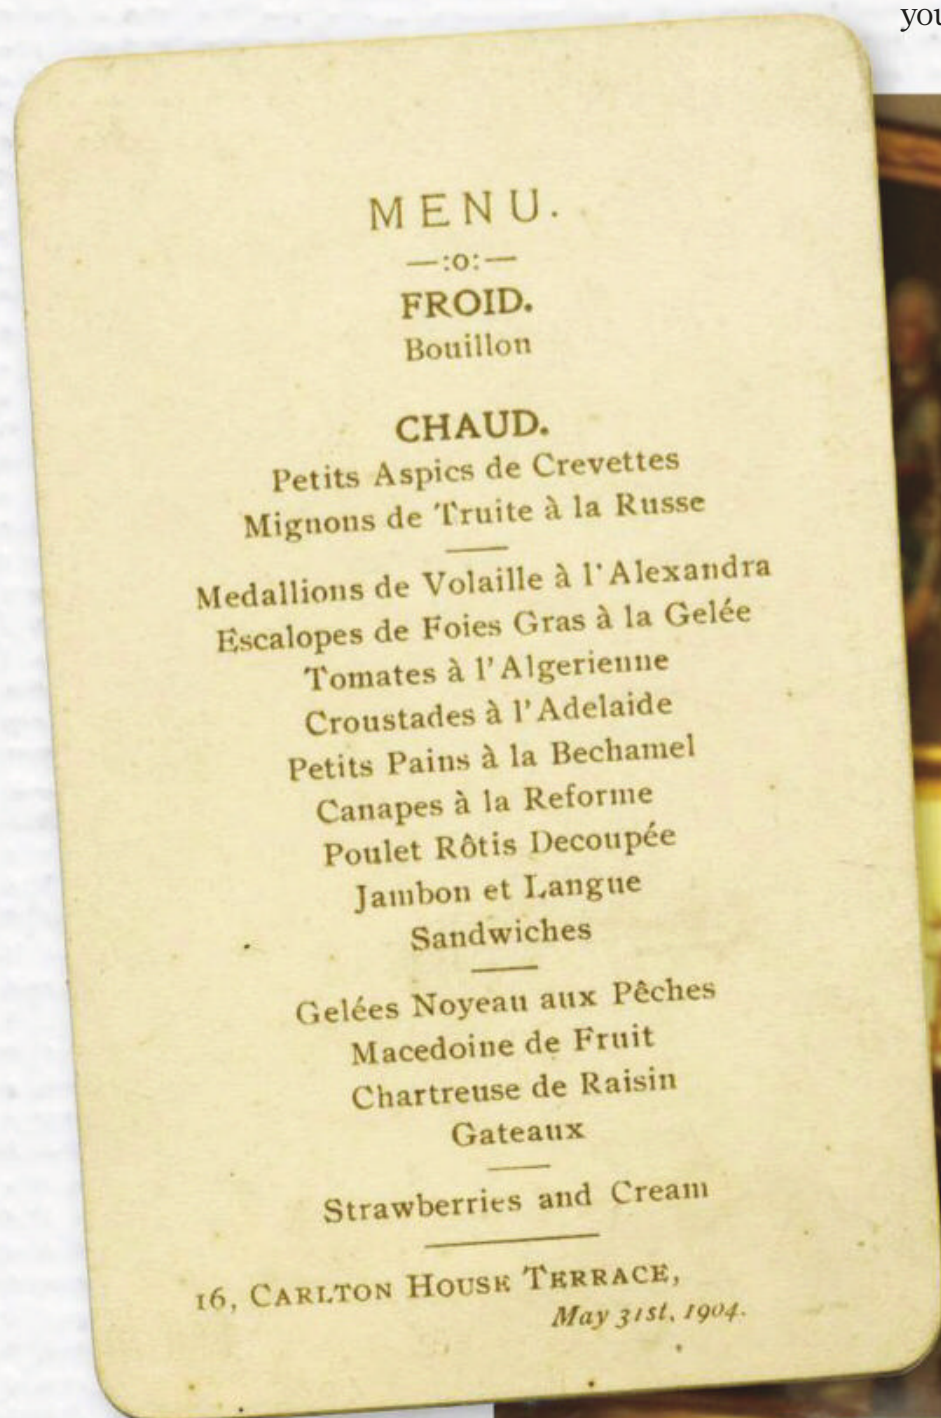 you
MENU.
—:o:—
FROID.
Bouillon
CHAUD.
Petits Aspics de Crevettes
Mignons de Truite à la Russe
Medallions de Volaille à l'Alexandra
Escalopes de Foies Gras à la Gelée
Tomates à l'Algerienne
Croustades à l'Adelaide
Petits Pains à la Bechamel
Canapes à la Reforme
Poulet Rôtis Decoupée
Jambon et Langue
Sandwiches
Gelées Noyeau aux Pêches
Macedoine de Fruit
Chartreuse de Raisin
Gateaux
Strawberries and Cream
16, CARLTON HOUSE TERRACE,
May 31st, 1904.